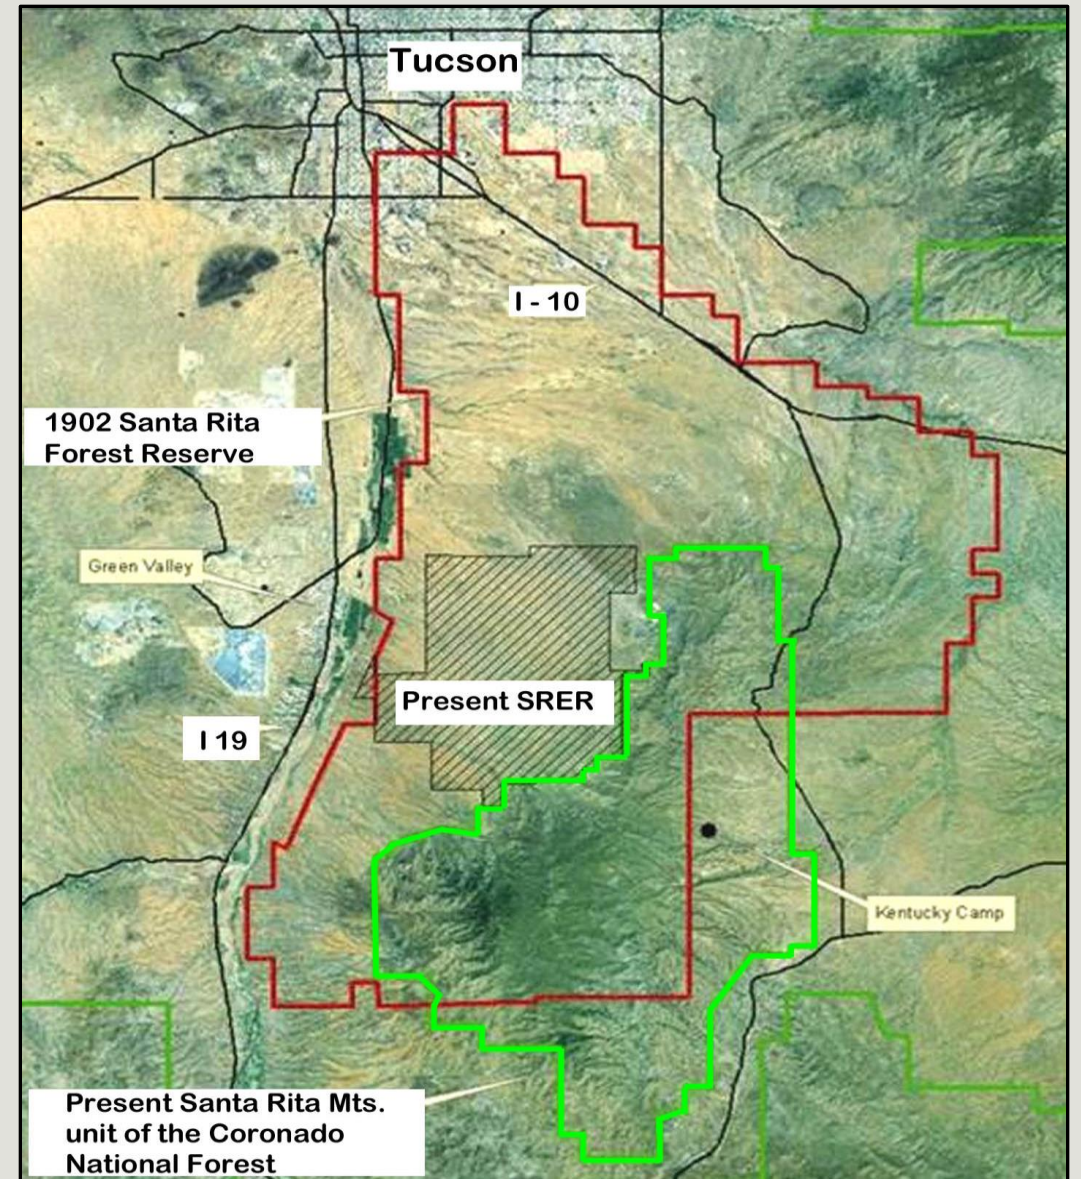 Tucson
I - 10
1902 Santa Rita
Forest Reserve
Green Valley
Present SRER
I 19
Kentucky Camp
Present Santa Rita Mts.
unit of the Coronado
National Forest